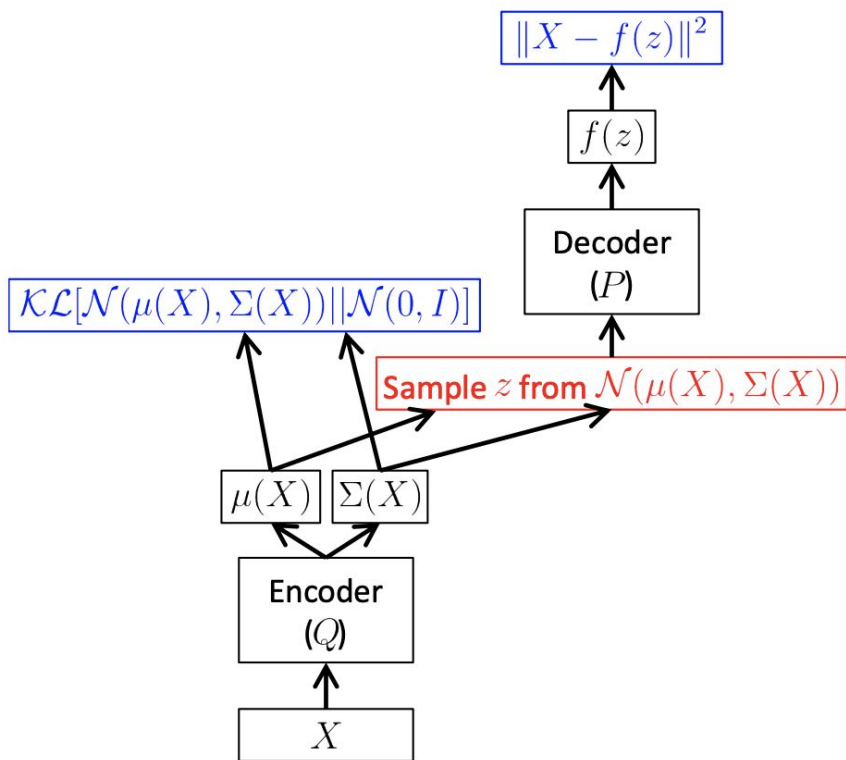 ‖X − f(z)‖²
f(z)
Decoder
(P)
𝒦ℒ[𝒩(μ(X), Σ(X))||𝒩(0, I)]
Sample z from 𝒩(μ(X), Σ(X))
μ(X) Σ(X)
Encoder
(Q)
X